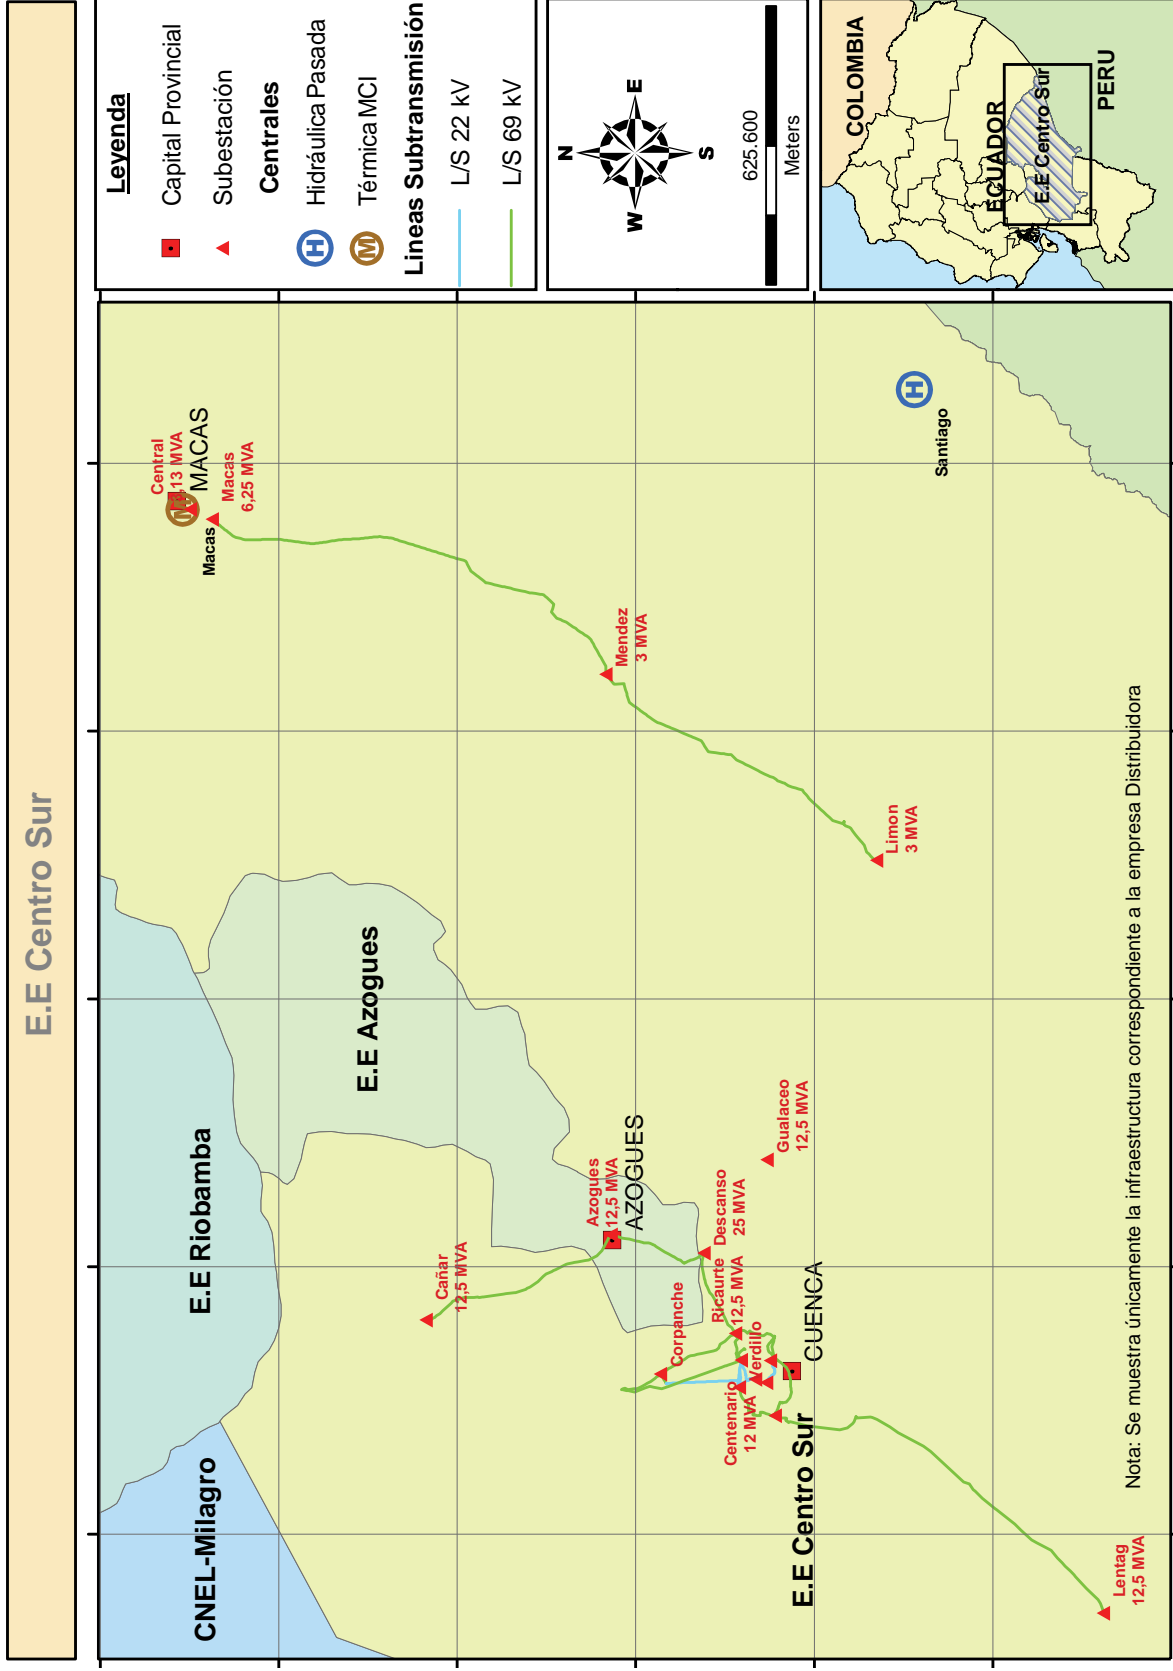 E.E Centro Sur
CNEL-Milagro
E.E Riobamba
E.E Azogues
E.E Centro Sur
Central
,13 MVA
MACAS
Macas
Macas
6,25 MVA
Mendez
3 MVA
Limon
3 MVA
Santiago
H
M
Cañar
12,5 MVA
Azogues
12,5 MVA
AZOGUES
Corpanche
Ricaurte
12,5 MVA
Descanso
25 MVA
Gualaceo
12,5 MVA
Verdillo
Centenario
12 MVA
CUENCA
Lentag
12,5 MVA
Nota: Se muestra únicamente la infraestructura correspondiente a la empresa Distribuidora
Leyenda
Capital Provincial
Subestación
Centrales
H Hidráulica Pasada
M Térmica MCI
Lineas Subtransmisión
L/S 22 kV
L/S 69 kV
N
W
E
S
625.600
Meters
COLOMBIA
ECUADOR
E.E Centro Sur
PERU